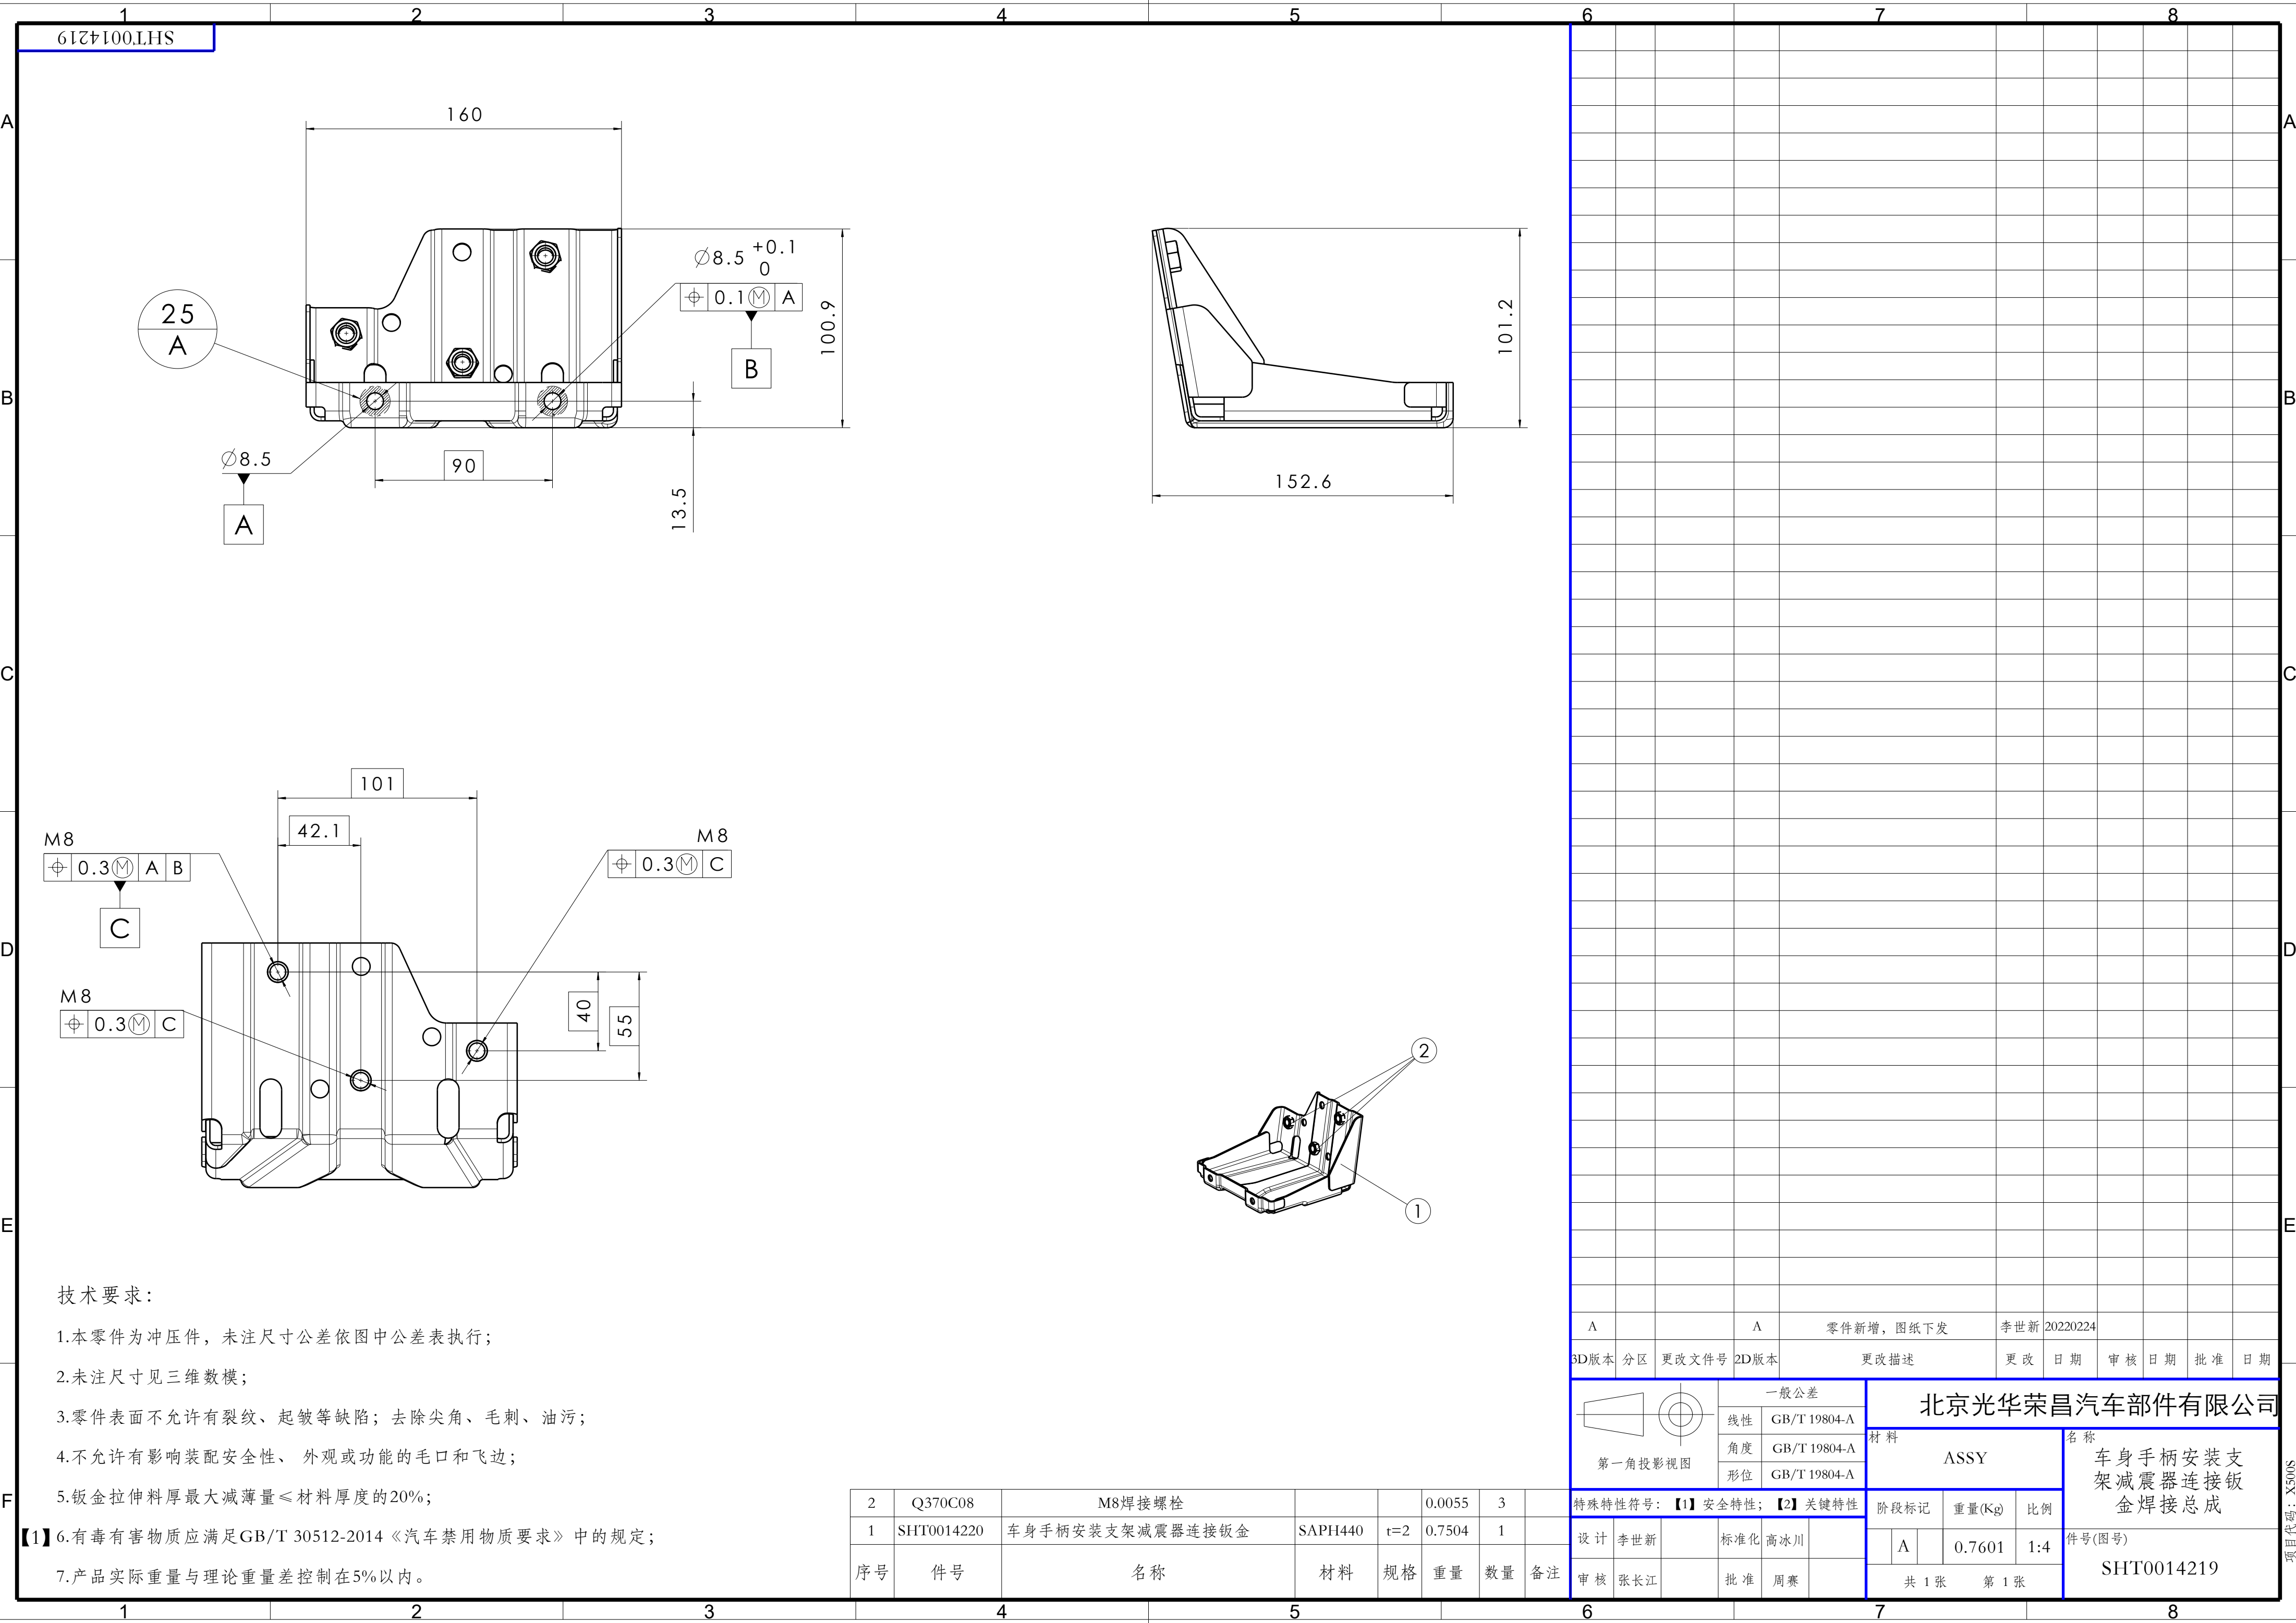 1 2 3 4 5 6 7 8
A
B
C
D
E
F
A
B
C
D
E
SHT0014219
160
Ø8.5 +0.1
0
0.1Ⓜ A
B
25
A
100.9
Ø8.5
A
90
13.5
101.2
152.6
101
42.1
M8
0.3Ⓜ A B
C
M8
0.3Ⓜ C
M8
0.3Ⓜ C
40
55
2
1
技术要求：
1.本零件为冲压件，未注尺寸公差依图中公差表执行；
2.未注尺寸见三维数模；
3.零件表面不允许有裂纹、起皱等缺陷；去除尖角、毛刺、油污；
4.不允许有影响装配安全性、 外观或功能的毛口和飞边；
5.钣金拉伸料厚最大减薄量≤材料厚度的20%；
【1】6.有毒有害物质应满足GB/T 30512-2014《汽车禁用物质要求》中的规定；
7.产品实际重量与理论重量差控制在5%以内。
2 Q370C08 M8焊接螺栓 0.0055 3
1 SHT0014220 车身手柄安装支架减震器连接钣金 SAPH440 t=2 0.7504 1
序号 件号 名称 材料 规格 重量 数量 备注
A A 零件新增，图纸下发 李世新 20220224
3D版本 分区 更改文件号 2D版本 更改描述 更改 日期 审核 日期 批准 日期
第一角投影视图
一般公差
线性 GB/T 19804-A
角度 GB/T 19804-A
形位 GB/T 19804-A
特殊特性符号：【1】安全特性；【2】关键特性
设计 李世新 标准化 高冰川
审核 张长江 批准 周赛
北京光华荣昌汽车部件有限公司
材料
ASSY
名称
车身手柄安装支
架减震器连接钣
金焊接总成
阶段标记 重量(Kg) 比例
A 0.7601 1:4
共 1张 第 1张
件号(图号)
SHT0014219
项目代码：X500S
1 2 3 4 5 6 7 8